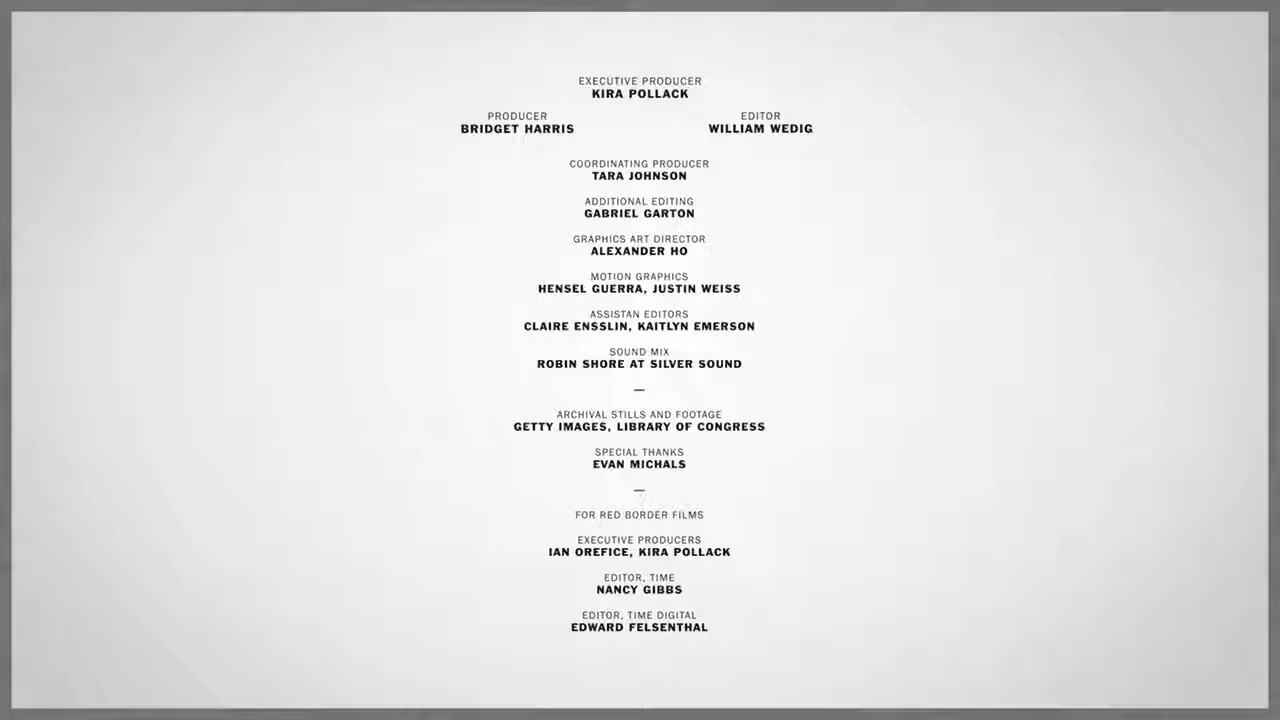 EXECUTIVE PRODUCER
KIRA POLLACK
PRODUCER
BRIDGET HARRIS
EDITOR
WILLIAM WEDIG
COORDINATING PRODUCER
TARA JOHNSON
ADDITIONAL EDITING
GABRIEL GARTON
GRAPHICS ART DIRECTOR
ALEXANDER HO
MOTION GRAPHICS
HENSEL GUERRA, JUSTIN WEISS
ASSISTAN EDITORS
CLAIRE ENSSLIN, KAITLYN EMERSON
SOUND MIX
ROBIN SHORE AT SILVER SOUND
—
ARCHIVAL STILLS AND FOOTAGE
GETTY IMAGES, LIBRARY OF CONGRESS
SPECIAL THANKS
EVAN MICHALS
—
FOR RED BORDER FILMS
EXECUTIVE PRODUCERS
IAN OREFICE, KIRA POLLACK
EDITOR, TIME
NANCY GIBBS
EDITOR, TIME DIGITAL
EDWARD FELSENTHAL